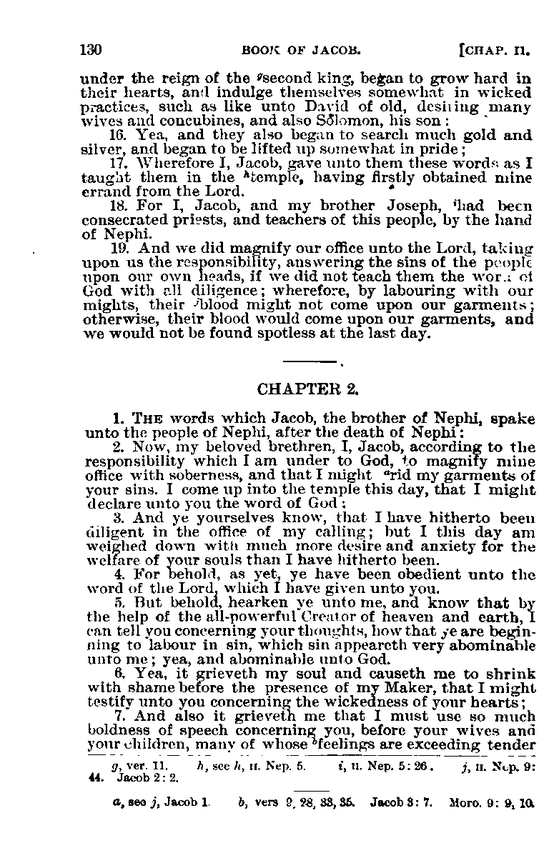 130 BOOK OF JACOB. [CHAP. II.
under the reign of the ᵍsecond king, began to grow hard in
their hearts, and indulge themselves somewhat in wicked
practices, such as like unto David of old, desiring many
wives and concubines, and also Sŏlomon, his son:
16. Yea, and they also began to search much gold and
silver, and began to be lifted up somewhat in pride;
17. Wherefore I, Jacob, gave unto them these words as I
taught them in the ʰtemple, having firstly obtained mine
errand from the Lord.
18. For I, Jacob, and my brother Joseph, ⁱhad been
consecrated priests, and teachers of this people, by the hand
of Nephi.
19. And we did magnify our office unto the Lord, taking
upon us the responsibility, answering the sins of the people
upon our own heads, if we did not teach them the word of
God with all diligence; wherefore, by labouring with our
mights, their ʲblood might not come upon our garments;
otherwise, their blood would come upon our garments, and
we would not be found spotless at the last day.
CHAPTER 2.
1. THE words which Jacob, the brother of Nephi, spake
unto the people of Nephi, after the death of Nephi:
2. Now, my beloved brethren, I, Jacob, according to the
responsibility which I am under to God, to magnify mine
office with soberness, and that I might ᵃrid my garments of
your sins. I come up into the temple this day, that I might
declare unto you the word of God:
3. And ye yourselves know, that I have hitherto been
diligent in the office of my calling; but I this day am
weighed down with much more desire and anxiety for the
welfare of your souls than I have hitherto been.
4. For behold, as yet, ye have been obedient unto the
word of the Lord, which I have given unto you.
5. But behold, hearken ye unto me, and know that by
the help of the all-powerful Creator of heaven and earth, I
can tell you concerning your thoughts, how that ye are begin-
ning to labour in sin, which sin appeareth very abominable
unto me; yea, and abominable unto God.
6. Yea, it grieveth my soul and causeth me to shrink
with shame before the presence of my Maker, that I might
testify unto you concerning the wickedness of your hearts;
7. And also it grieveth me that I must use so much
boldness of speech concerning you, before your wives and
your children, many of whose ᵇfeelings are exceeding tender
g, ver. 11. h, see h, II. Nep. 5. i, II. Nep. 5:26. j, II. Nep. 9:
44. Jacob 2:2.
a, see j, Jacob 1. b, vers 9, 28, 33, 35. Jacob 3:7. Moro. 9:9, 10.